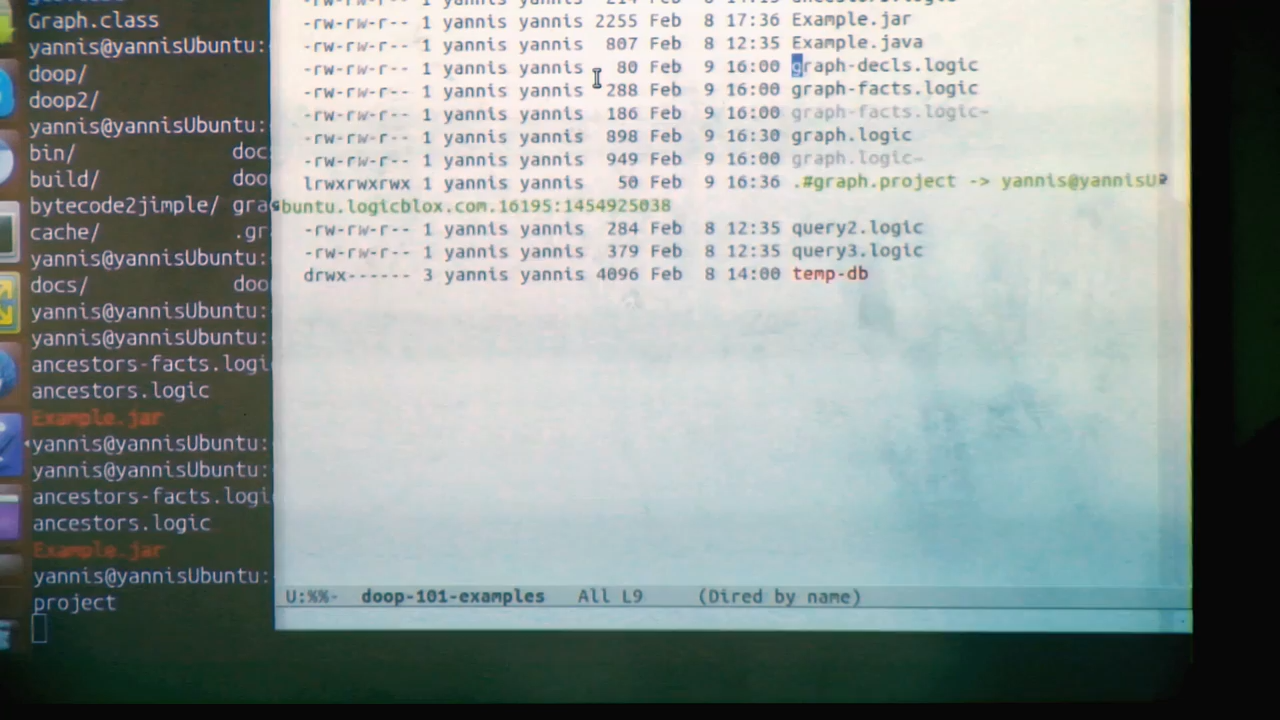 Graph.class
yannis@yannisUbuntu:
doop/
doop2/
yannis@yannisUbuntu:
bin/ doc
build/ doo
bytecode2jimple/ gra
cache/ .gr
yannis@yannisUbuntu:
docs/ doo
yannis@yannisUbuntu:
yannis@yannisUbuntu:
ancestors-facts.logi
ancestors.logic
Example.jar
yannis@yannisUbuntu:
yannis@yannisUbuntu:
ancestors-facts.logi
ancestors.logic
Example.jar
yannis@yannisUbuntu:
project
-rw-rw-r-- 1 yannis yannis 2255 Feb 8 17:36 Example.jar
-rw-rw-r-- 1 yannis yannis 807 Feb 8 12:35 Example.java
-rw-rw-r-- 1 yannis yannis 80 Feb 9 16:00 graph-decls.logic
-rw-rw-r-- 1 yannis yannis 288 Feb 9 16:00 graph-facts.logic
-rw-rw-r-- 1 yannis yannis 186 Feb 9 16:00 graph-facts.logic~
-rw-rw-r-- 1 yannis yannis 898 Feb 9 16:30 graph.logic
-rw-rw-r-- 1 yannis yannis 949 Feb 9 16:00 graph.logic~
lrwxrwxrwx 1 yannis yannis 50 Feb 9 16:36 .#graph.project -> yannis@yannisU
buntu.logicblox.com.16195:1454925038
-rw-rw-r-- 1 yannis yannis 284 Feb 8 12:35 query2.logic
-rw-rw-r-- 1 yannis yannis 379 Feb 8 12:35 query3.logic
drwx------ 3 yannis yannis 4096 Feb 8 14:00 temp-db
U:%%- doop-101-examples All L9 (Dired by name)